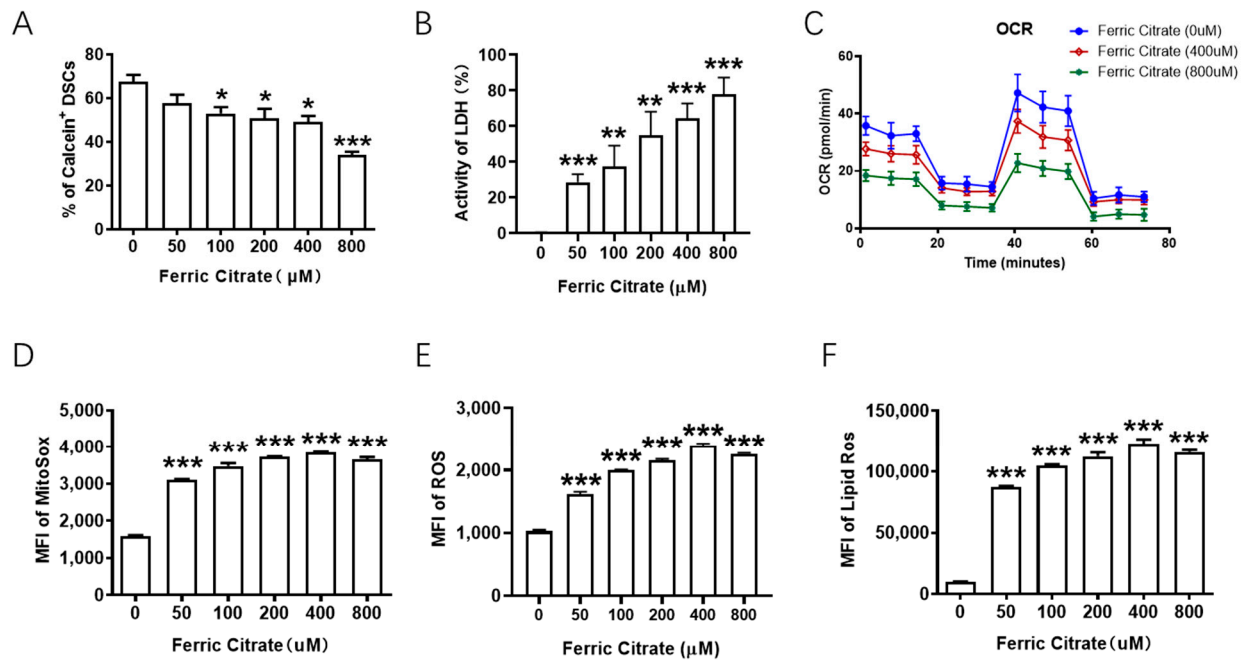 A
80
60
40
20
0
% of Calcein+ DSCs
* * * ***
0 50 100 200 400 800
Ferric Citrate( μM)
B
100
80
60
40
20
0
Activity of LDH (%)
*** ** ** *** ***
0 50 100 200 400 800
Ferric Citrate (μM)
C
OCR
Ferric Citrate (0uM)
Ferric Citrate (400uM)
Ferric Citrate (800uM)
60
40
20
0
OCR (pmol/min)
0 20 40 60 80
Time (minutes)
D
5,000
4,000
3,000
2,000
1,000
0
MFI of MitoSox
*** *** *** *** ***
0 50 100 200 400 800
Ferric Citrate(uM)
E
3,000
2,000
1,000
0
MFI of ROS
*** *** *** *** ***
0 50 100 200 400 800
Ferric Citrate (μM)
F
150,000
100,000
50,000
0
MFI of Lipid Ros
*** *** *** *** ***
0 50 100 200 400 800
Ferric Citrate(uM)